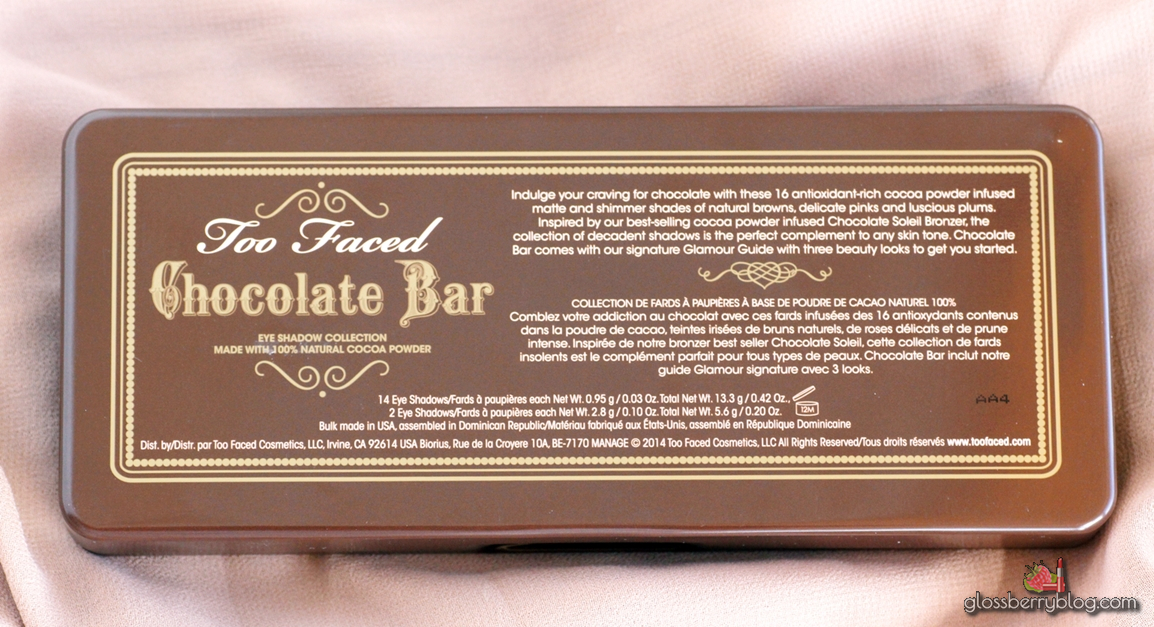 Too Faced
Chocolate Bar
EYE SHADOW COLLECTION
MADE WITH 100% NATURAL COCOA POWDER
Indulge your craving for chocolate with these 16 antioxidant-rich cocoa powder infused
matte and shimmer shades of natural browns, delicate pinks and luscious plums.
Inspired by our best-selling cocoa powder infused Chocolate Soleil Bronzer, the
collection of decadent shadows is the perfect complement to any skin tone. Chocolate
Bar comes with our signature Glamour Guide with three beauty looks to get you started.
COLLECTION DE FARDS À PAUPIÈRES À BASE DE POUDRE DE CACAO NATUREL 100%
Comblez votre addiction au chocolat avec ces fards infusées des 16 antioxydants contenus
dans la poudre de cacao, teintes irisées de bruns naturels, de roses délicats et de prune
intense. Inspirée de notre bronzer best seller Chocolate Soleil, cette collection de fards
insolents est le complément parfait pour tous types de peaux. Chocolate Bar inclut notre
guide Glamour signature avec 3 looks.
14 Eye Shadows/Fards à paupières each Net Wt. 0.95 g / 0.03 Oz. Total Net Wt. 13.3 g / 0.42 Oz.,
2 Eye Shadows/Fards à paupières each Net Wt. 2.8 g / 0.10 Oz. Total Net Wt. 5.6 g / 0.20 Oz.
12M
AA4
Bulk made in USA, assembled in Dominican Republic/Matériau fabriqué aux États-Unis, assemblé en République Dominicaine
Dist. by/Distr. par Too Faced Cosmetics, LLC, Irvine, CA 92614 USA Biorius, Rue de la Croyere 10A, BE-7170 MANAGE © 2014 Too Faced Cosmetics, LLC All Rights Reserved/Tous droits réservés www.toofaced.com
glossberryblog.com